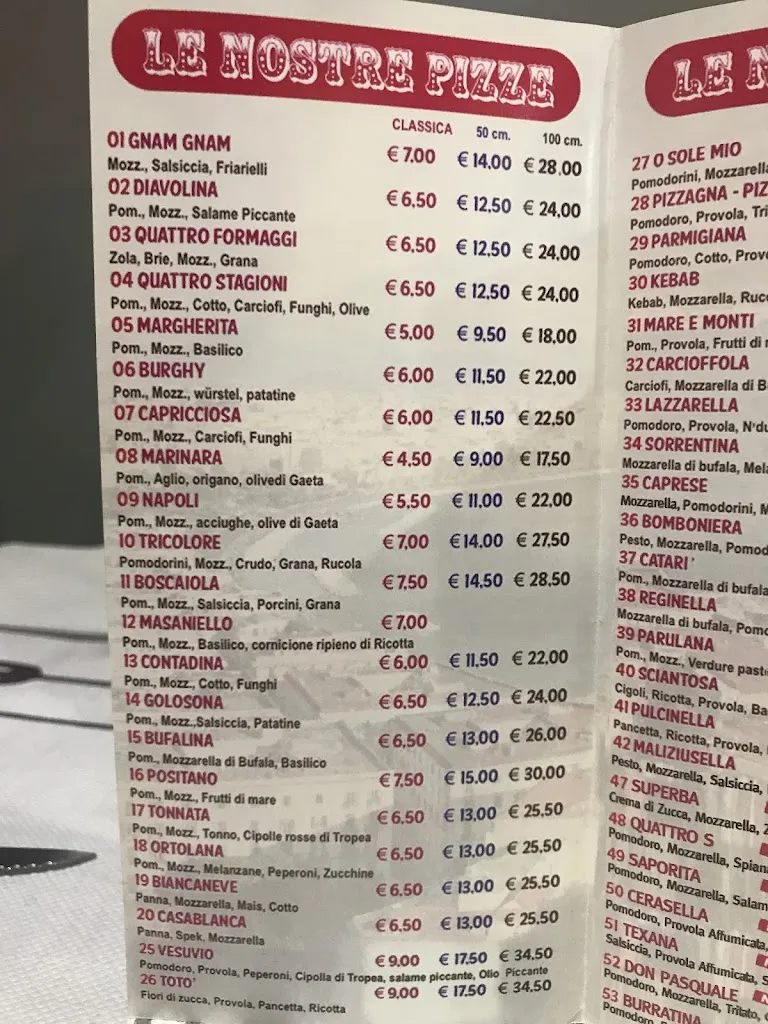 LE NOSTRE PIZZE
CLASSICA 50 cm. 100 cm.
01 GNAM GNAM € 7,00 € 14,00 € 28,00
Mozz., Salsiccia, Friarielli
02 DIAVOLINA € 6,50 € 12,50 € 24,00
Pom., Mozz., Salame Piccante
03 QUATTRO FORMAGGI € 6,50 € 12,50 € 24,00
Zola, Brie, Mozz., Grana
04 QUATTRO STAGIONI € 6,50 € 12,50 € 24,00
Pom., Mozz., Cotto, Carciofi, Funghi, Olive
05 MARGHERITA € 5,00 € 9,50 € 18,00
Pom., Mozz., Basilico
06 BURGHY € 6,00 € 11,50 € 22,00
Pom., Mozz., würstel, patatine
07 CAPRICCIOSA € 6,00 € 11,50 € 22,50
Pom., Mozz., Carciofi, Funghi
08 MARINARA € 4,50 € 9,00 € 17,50
Pom., Aglio, origano, olivedi Gaeta
09 NAPOLI € 5,50 € 11,00 € 22,00
Pom., Mozz., acciughe, olive di Gaeta
10 TRICOLORE € 7,00 € 14,00 € 27,50
Pomodorini, Mozz., Crudo, Grana, Rucola
11 BOSCAIOLA € 7,50 € 14,50 € 28,50
Pom., Mozz., Salsiccia, Porcini, Grana
12 MASANIELLO € 7,00
Pom., Mozz., Basilico, cornicione ripieno di Ricotta
13 CONTADINA € 6,00 € 11,50 € 22,00
Pom., Mozz., Cotto, Funghi
14 GOLOSONA € 6,50 € 12,50 € 24,00
Pom., Mozz.,Salsiccia, Patatine
15 BUFALINA € 6,50 € 13,00 € 26,00
Pom., Mozzarella di Bufala, Basilico
16 POSITANO € 7,50 € 15,00 € 30,00
Pom., Mozz., Frutti di mare
17 TONNATA € 6,50 € 13,00 € 25,50
Pom., Mozz., Tonno, Cipolle rosse di Tropea
18 ORTOLANA € 6,50 € 13,00 € 25,50
Pom., Mozz., Melanzane, Peperoni, Zucchine
19 BIANCANEVE € 6,50 € 13,00 € 25,50
Panna, Mozzarella, Mais, Cotto
20 CASABLANCA € 6,50 € 13,00 € 25,50
Panna, Spek, Mozzarella
25 VESUVIO € 9,00 € 17,50 € 34,50
Pomodoro, Provola, Peperoni, Cipolla di Tropea, salame piccante, Olio Piccante
26 TOTO' € 9,00 € 17,50 € 34,50
Fiori di zucca, Provola, Pancetta, Ricotta
LE N
27 O SOLE MIO
Pomodorini, Mozzarella
28 PIZZAGNA - PIZ
Pomodoro, Provola, Trit
29 PARMIGIANA
Pomodoro, Cotto, Prov
30 KEBAB
Kebab, Mozzarella, Ruc
31 MARE E MONTI
Pom., Provola, Frutti di
32 CARCIOFFOLA
Carciofi, Mozzarella di B
33 LAZZARELLA
Pomodoro, Provola, N'du
34 SORRENTINA
Mozzarella di bufala, Mela
35 CAPRESE
Mozzarella, Pomodorini, M
36 BOMBONIERA
Pesto, Mozzarella, Pomod
37 CATARI'
Pom., Mozzarella di bufala
38 REGINELLA
Mozzarella di bufala, Pomo
39 PARULANA
Pom., Mozz., Verdure past
40 SCIANTOSA
Cigoli, Ricotta, Provola, Ba
41 PULCINELLA
Pancetta, Ricotta, Provola,
42 MALIZIUSELLA
Pesto, Mozzarella, Salsiccia,
47 SUPERBA
Crema di Zucca, Mozzarella, Z
48 QUATTRO S
Pomodoro, Mozzarella, Spian
49 SAPORITA
Pomodoro, Mozzarella, Salam
50 CERASELLA
Pomodoro, Provola Affumicata,
51 TEXANA
Salsiccia, Provola Affumicata, S
52 DON PASQUALE
Pomodoro, Mozzarella, Tritato,
53 BURRATINA